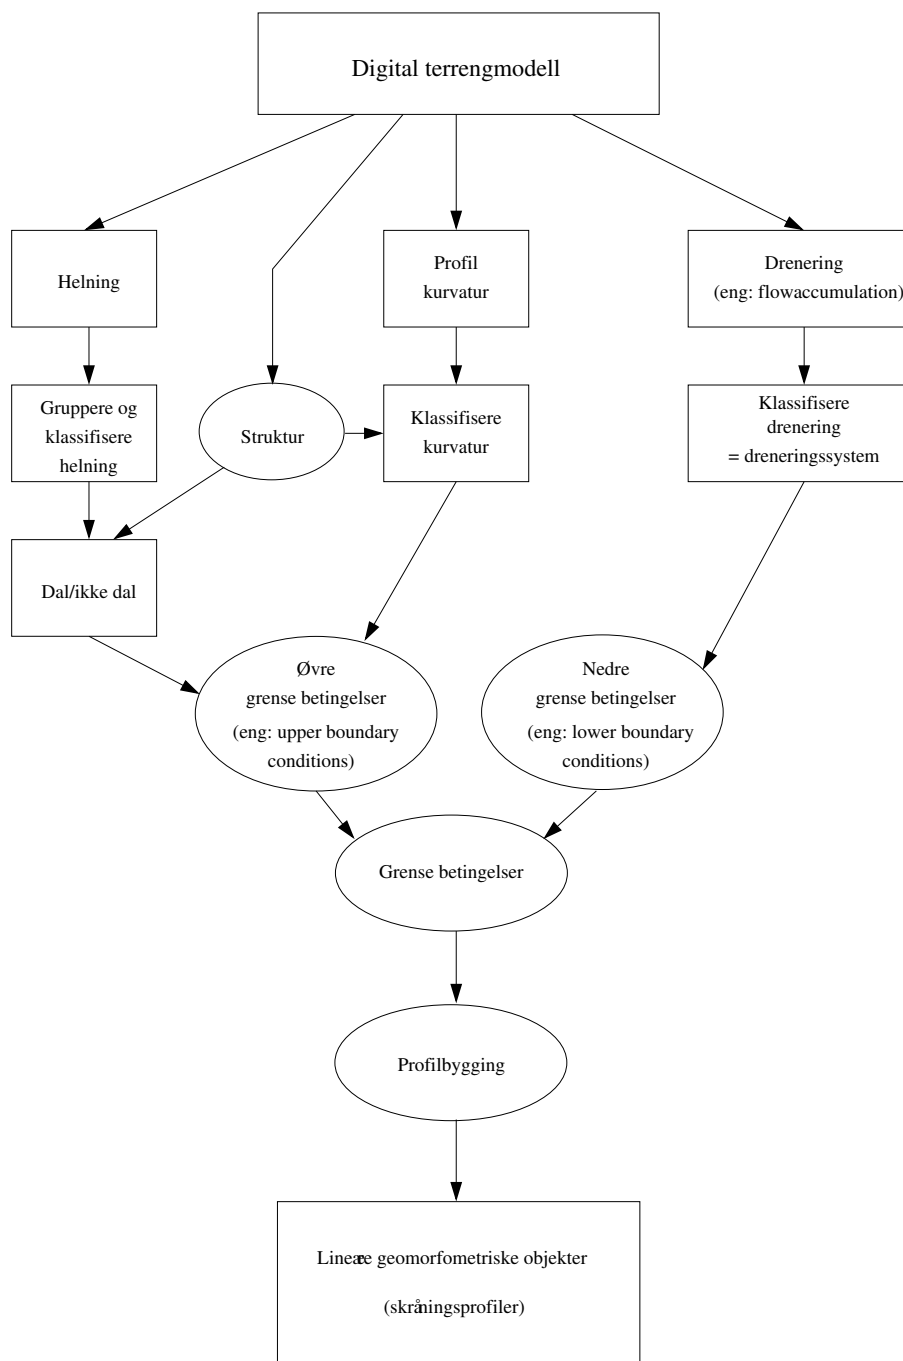 Digital terrengmodell
Helning
Profil
kurvatur
Drenering
(eng: flowaccumulation)
Gruppere og
klassifisere
helning
Struktur
Klassifisere
kurvatur
Klassifisere
drenering
= dreneringssystem
Dal/ikke dal
Øvre
grense betingelser
(eng: upper boundary
conditions)
Nedre
grense betingelser
(eng: lower boundary
conditions)
Grense betingelser
Profilbygging
Lineære geomorfometriske objekter
(skråningsprofiler)